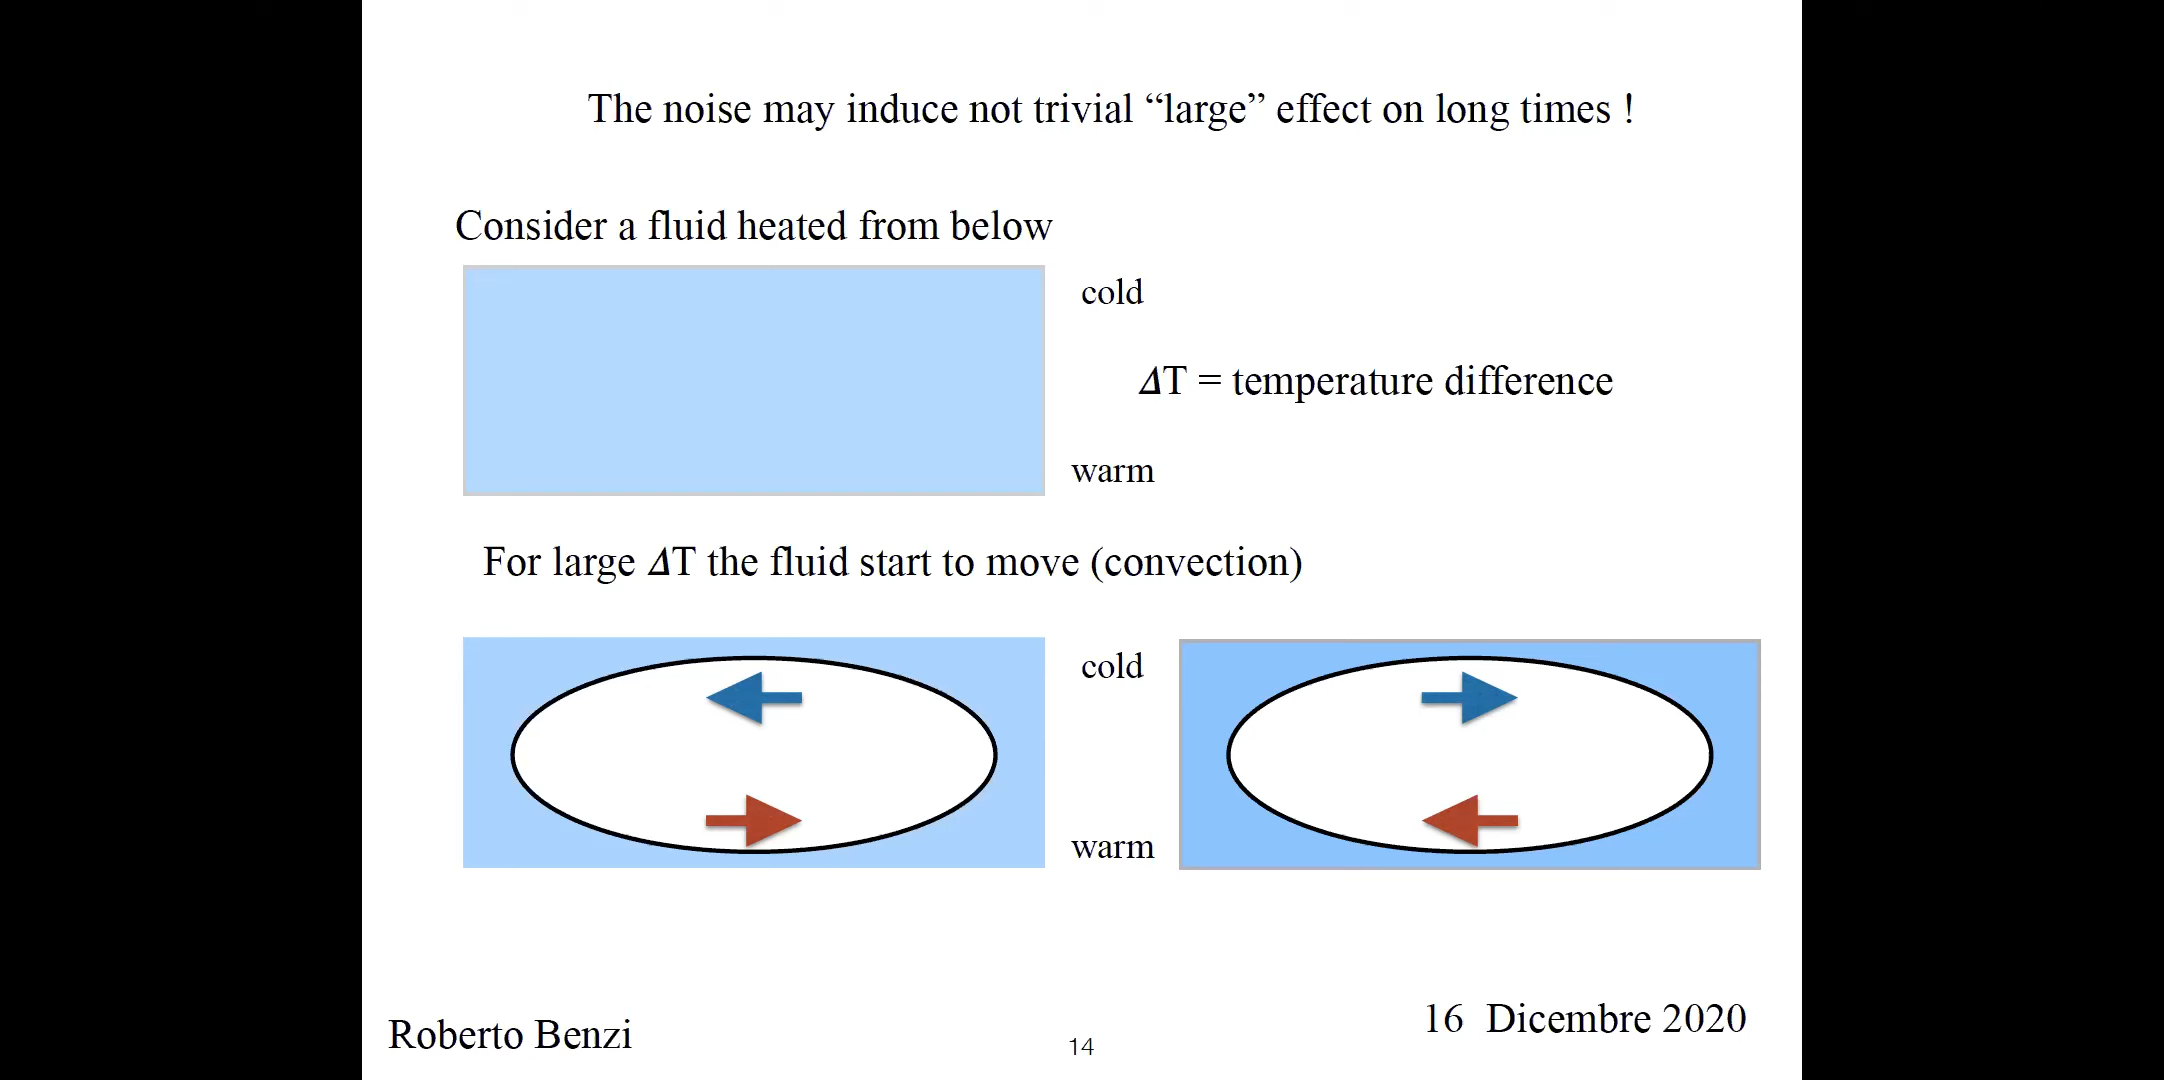 The noise may induce not trivial “large” effect on long times !
Consider a fluid heated from below
cold
ΔT = temperature difference
warm
For large ΔT the fluid start to move (convection)
cold
warm
Roberto Benzi
14
16 Dicembre 2020